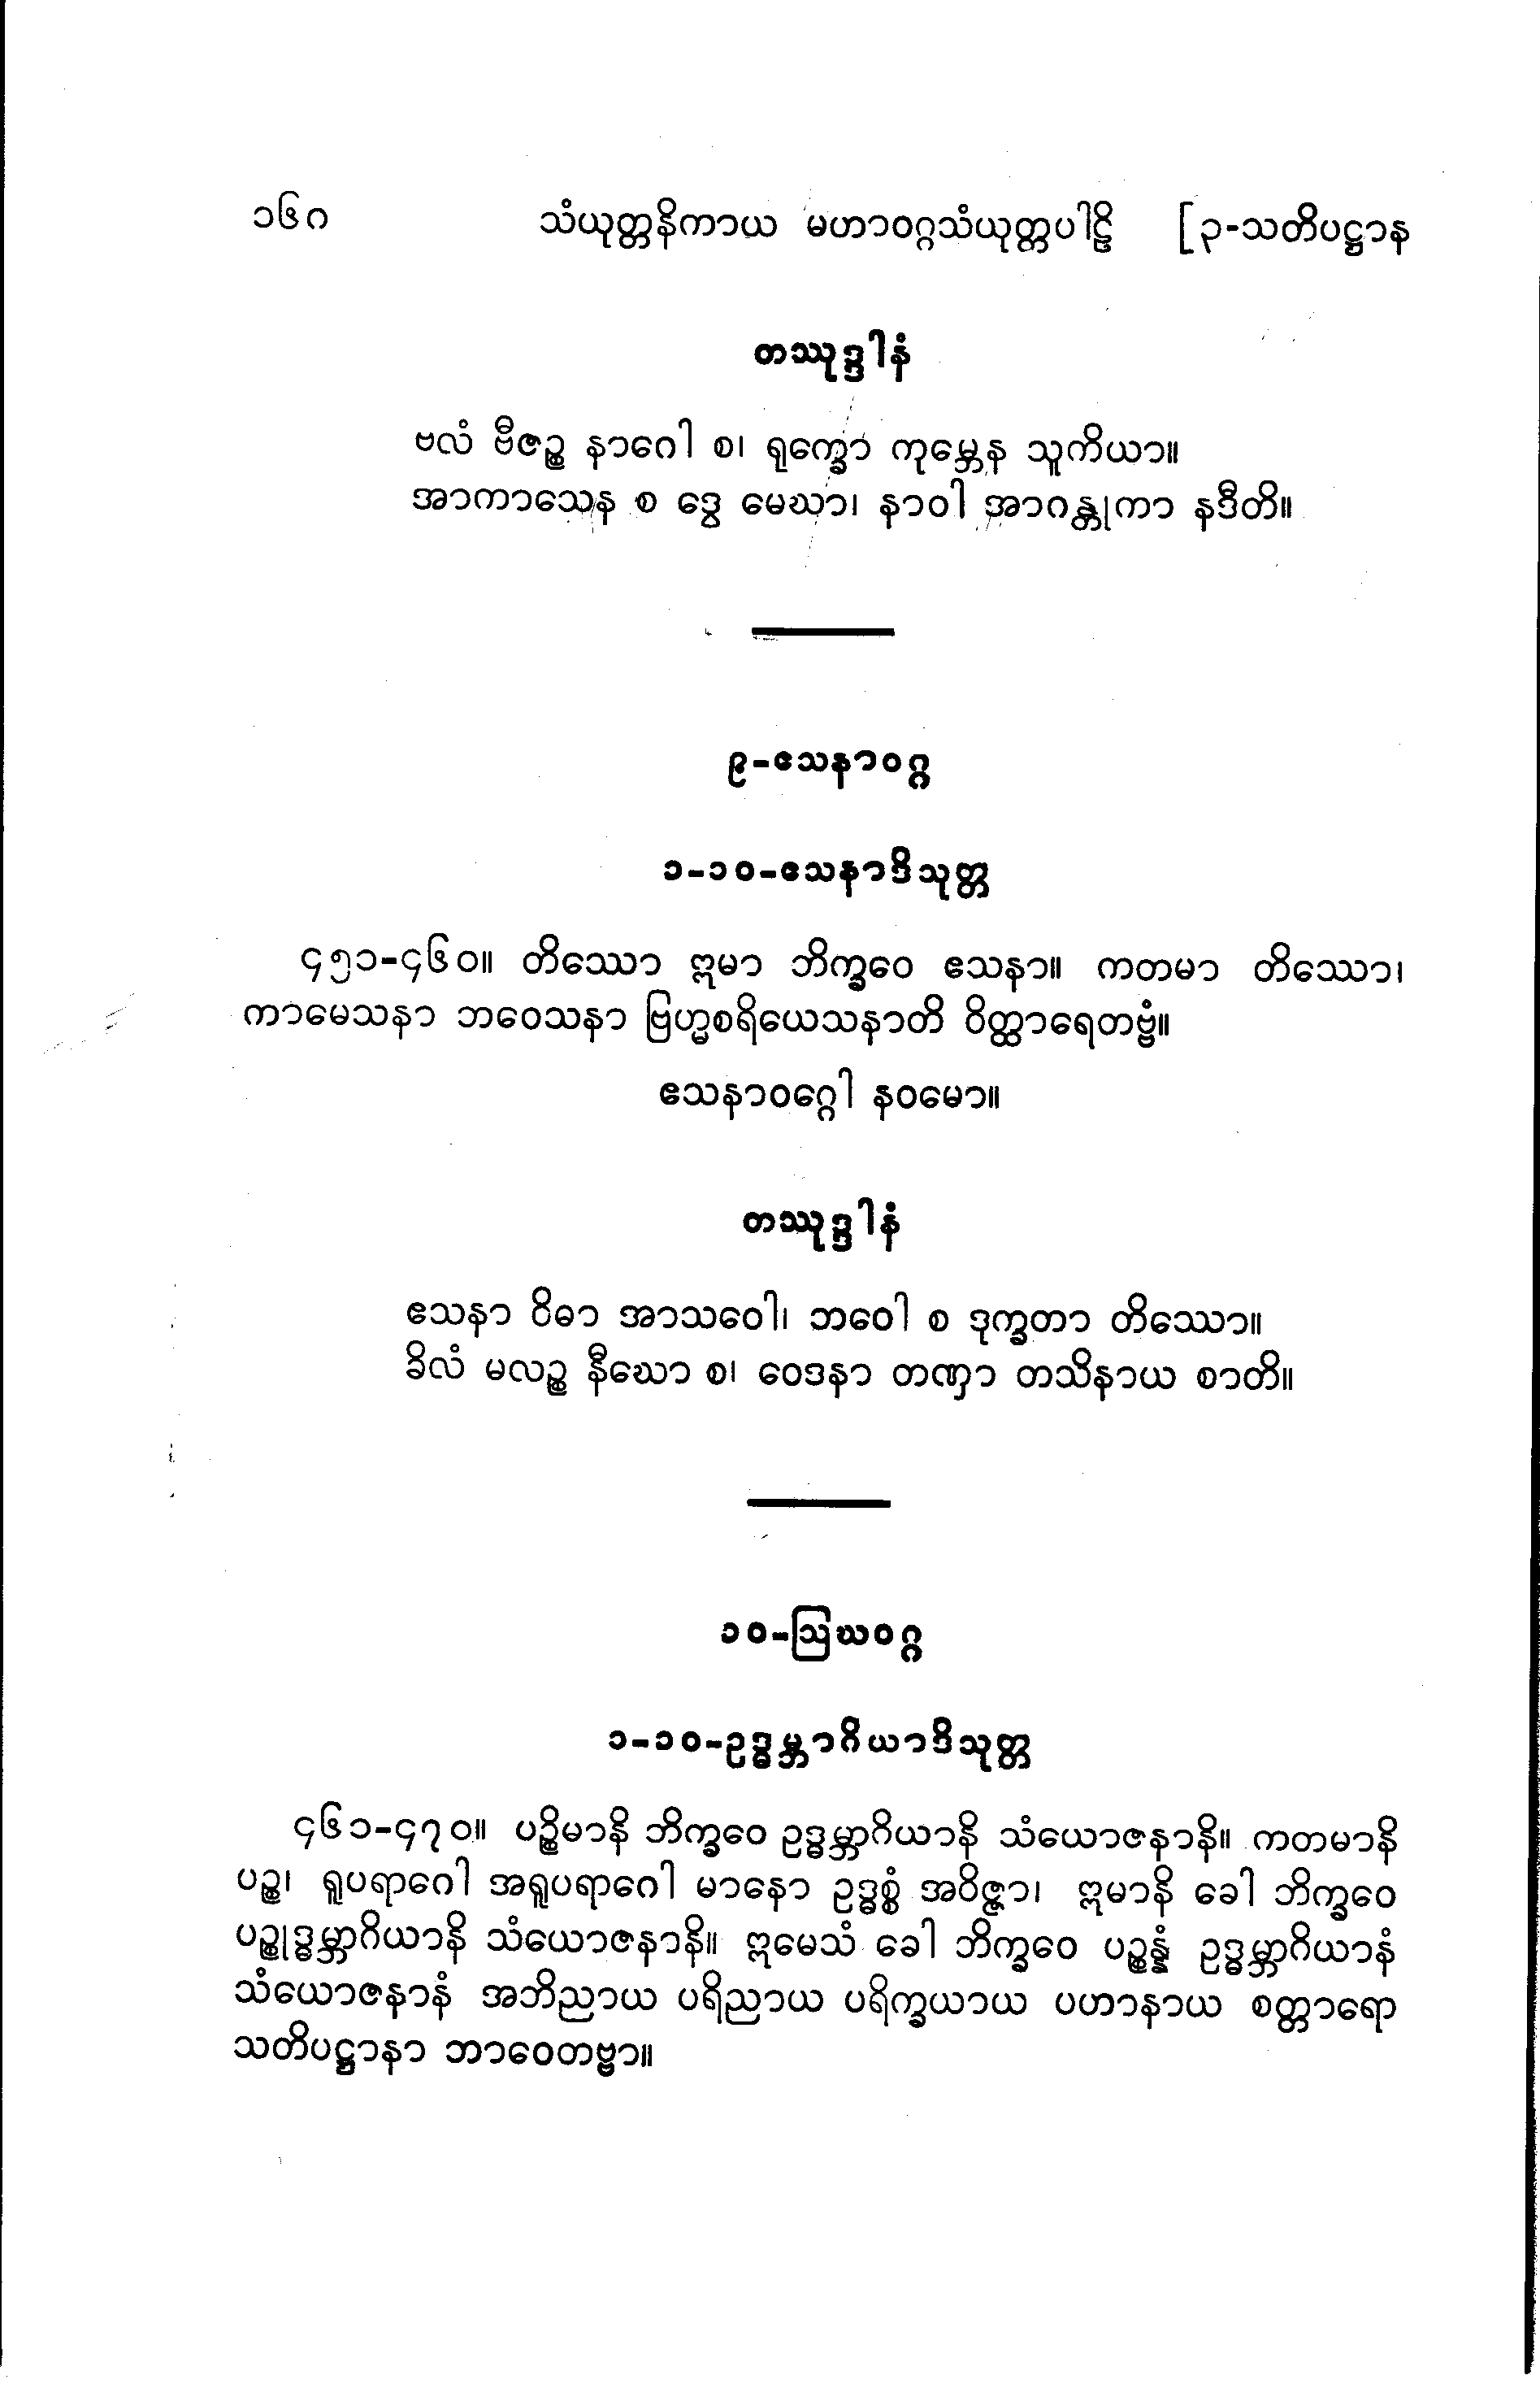 ၁၆၈ သံယုတ္တနိကာယ မဟာဝဂ္ဂသံယုတ္တပါဠိ [၃-သတိပဋ္ဌာန
တဿုဒ္ဒါနံ
ဗလံ ဗီဇဉ္စ နာဂေါ စ၊ ရုက္ခော ကုမ္ဘေန သူကိယာ။
အာကာသေန စ ဒွေ မေဃာ၊ နာဝါ အာဂန္တုကာ နဒီတိ။
၉-ဧသနာဝဂ္ဂ
၁-၁၀-ဧသနာဒိသုတ္တ
၄၅၁-၄၆၀။ တိဿော ဣမာ ဘိက္ခဝေ ဧသနာ။ ကတမာ တိဿော၊
ကာမေသနာ ဘဝေသနာ ဗြဟ္မစရိယေသနာတိ ဝိတ္ထာရေတဗ္ဗံ။
ဧသနာဝဂ္ဂေါ နဝမော။
တဿုဒ္ဒါနံ
ဧသနာ ဝိဓာ အာသဝေါ၊ ဘဝေါ စ ဒုက္ခတာ တိဿော။
ခိလံ မလဉ္စ နီဃော စ၊ ဝေဒနာ တဏှာ တသိနာယ စာတိ။
၁၀-ဩဃဝဂ္ဂ
၁-၁၀-ဥဒ္ဓမ္ဘာဂိယာဒိသုတ္တ
၄၆၁-၄၇၀။ ပဉ္စိမာနိ ဘိက္ခဝေ ဥဒ္ဓမ္ဘာဂိယာနိ သံယောဇနာနိ။ ကတမာနိ
ပဉ္စ၊ ရူပရာဂေါ အရူပရာဂေါ မာနော ဥဒ္ဓစ္စံ အဝိဇ္ဇာ၊ ဣမာနိ ခေါ ဘိက္ခဝေ
ပဉ္စုဒ္ဓမ္ဘာဂိယာနိ သံယောဇနာနိ။ ဣမေသံ ခေါ ဘိက္ခဝေ ပဉ္စန္နံ ဥဒ္ဓမ္ဘာဂိယာနံ
သံယောဇနာနံ အဘိညာယ ပရိညာယ ပရိက္ခယာယ ပဟာနာယ စတ္တာရော
သတိပဋ္ဌာနာ ဘာဝေတဗ္ဗာ။